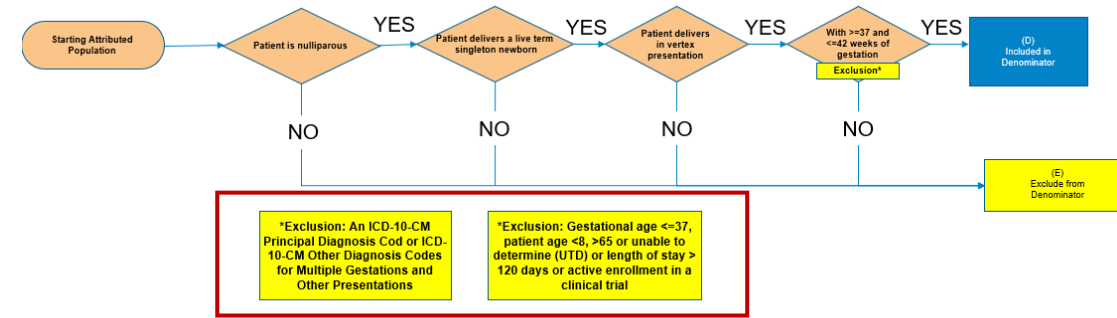 Starting Attributed
Population
Patient is nulliparous
YES
Patient delivers a live term
singleton newborn
YES
Patient delivers
in vertex
presentation
YES
With >=37 and
<=42 weeks of
gestation
Exclusion*
YES
(D)
Included in
Denominator
NO
NO
NO
NO
(E)
Exclude from
Denominator
*Exclusion: An ICD-10-CM
Principal Diagnosis Cod or ICD-
10-CM Other Diagnosis Codes
for Multiple Gestations and
Other Presentations
*Exclusion: Gestational age <=37,
patient age <8, >65 or unable to
determine (UTD) or length of stay >
120 days or active enrollment in a
clinical trial